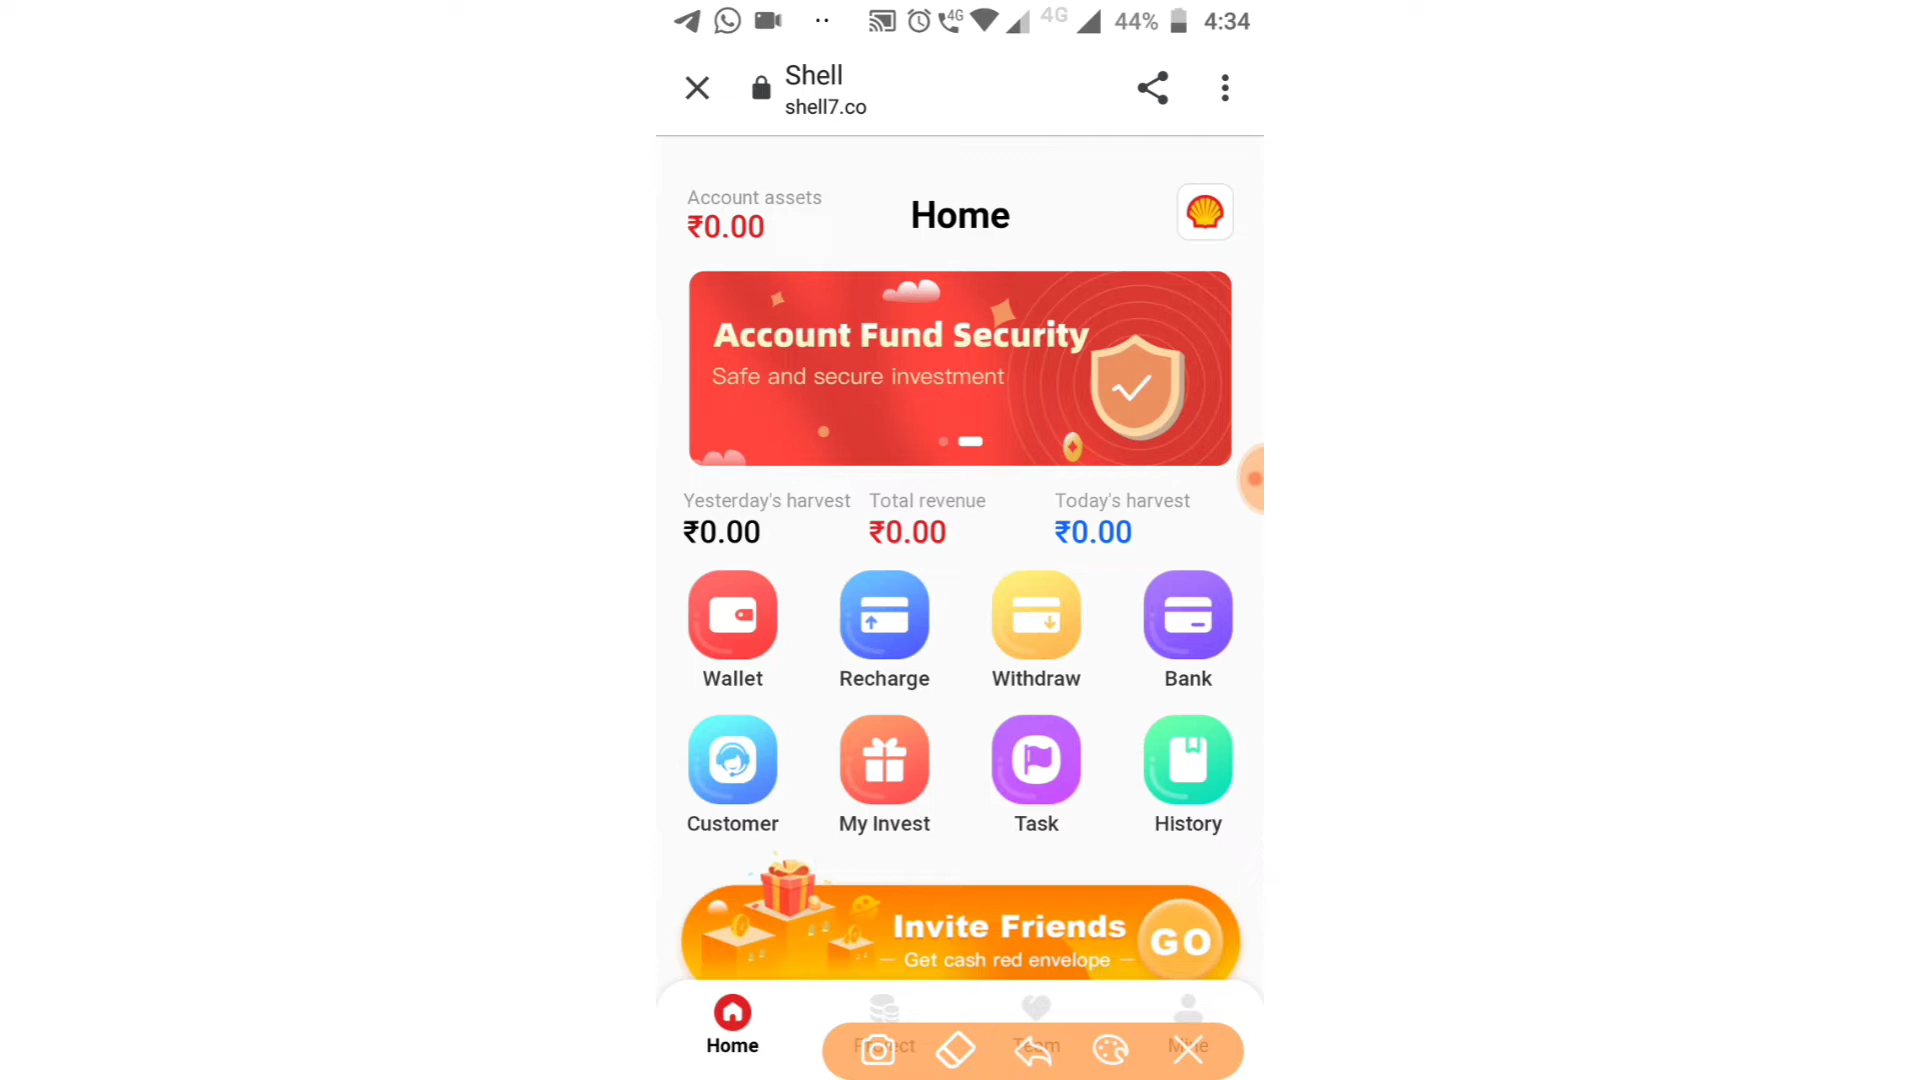 4G 4G 44% 4:34
Shell
shell7.co
Account assets
₹0.00
Home
Account Fund Security
Safe and secure investment
Yesterday's harvest Total revenue Today's harvest
₹0.00 ₹0.00 ₹0.00
Wallet Recharge Withdraw Bank
Customer My Invest Task History
Invite Friends
Get cash red envelope
GO
Home Project Team Mine